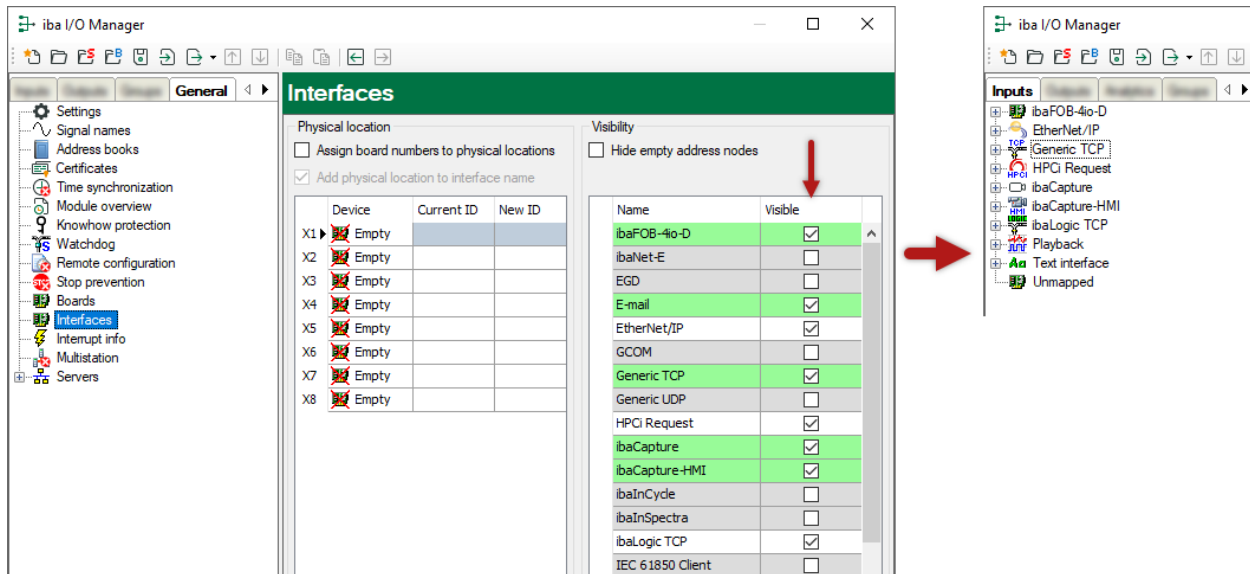 iba I/O Manager
General
Settings
Signal names
Address books
Certificates
Time synchronization
Module overview
Knowhow protection
Watchdog
Remote configuration
Stop prevention
Boards
Interfaces
Interrupt info
Multistation
Servers
Interfaces
Physical location
Assign board numbers to physical locations
Add physical location to interface name
Device Current ID New ID
X1 Empty
X2 Empty
X3 Empty
X4 Empty
X5 Empty
X6 Empty
X7 Empty
X8 Empty
Visibility
Hide empty address nodes
Name Visible
ibaFOB-4io-D
ibaNet-E
EGD
E-mail
EtherNet/IP
GCOM
Generic TCP
Generic UDP
HPCi Request
ibaCapture
ibaCapture-HMI
ibaInCycle
ibaInSpectra
ibaLogic TCP
IEC 61850 Client
iba I/O Manager
Inputs
ibaFOB-4io-D
EtherNet/IP
TCP Generic TCP
HPCi HPCi Request
ibaCapture
HMI ibaCapture-HMI
LOGIC ibaLogic TCP
Playback
Aa Text interface
Unmapped